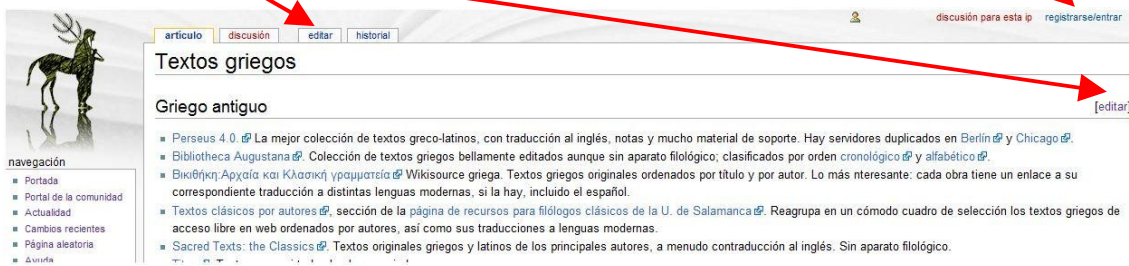 discusión para esta ip registrarse/entrar
artículo discusión editar historial
Textos griegos
Griego antiguo [editar]
Perseus 4.0. La mejor colección de textos greco-latinos, con traducción al inglés, notas y mucho material de soporte. Hay servidores duplicados en Berlín y Chicago.
Bibliotheca Augustana. Colección de textos griegos bellamente editados aunque sin aparato filológico; clasificados por orden cronológico y alfabético.
Βικιθήκη:Αρχαία και Κλασική γραμματεία Wikisource griega. Textos griegos originales ordenados por título y por autor. Lo más nteresante: cada obra tiene un enlace a su
correspondiente traducción a distintas lenguas modernas, si la hay, incluido el español.
Textos clásicos por autores, sección de la página de recursos para filólogos clásicos de la U. de Salamanca. Reagrupa en un cómodo cuadro de selección los textos griegos de
acceso libre en web ordenados por autores, así como sus traducciones a lenguas modernas.
Sacred Texts: the Classics. Textos originales griegos y latinos de los principales autores, a menudo contraducción al inglés. Sin aparato filológico.
navegación
Portada
Portal de la comunidad
Actualidad
Cambios recientes
Página aleatoria
Ayuda